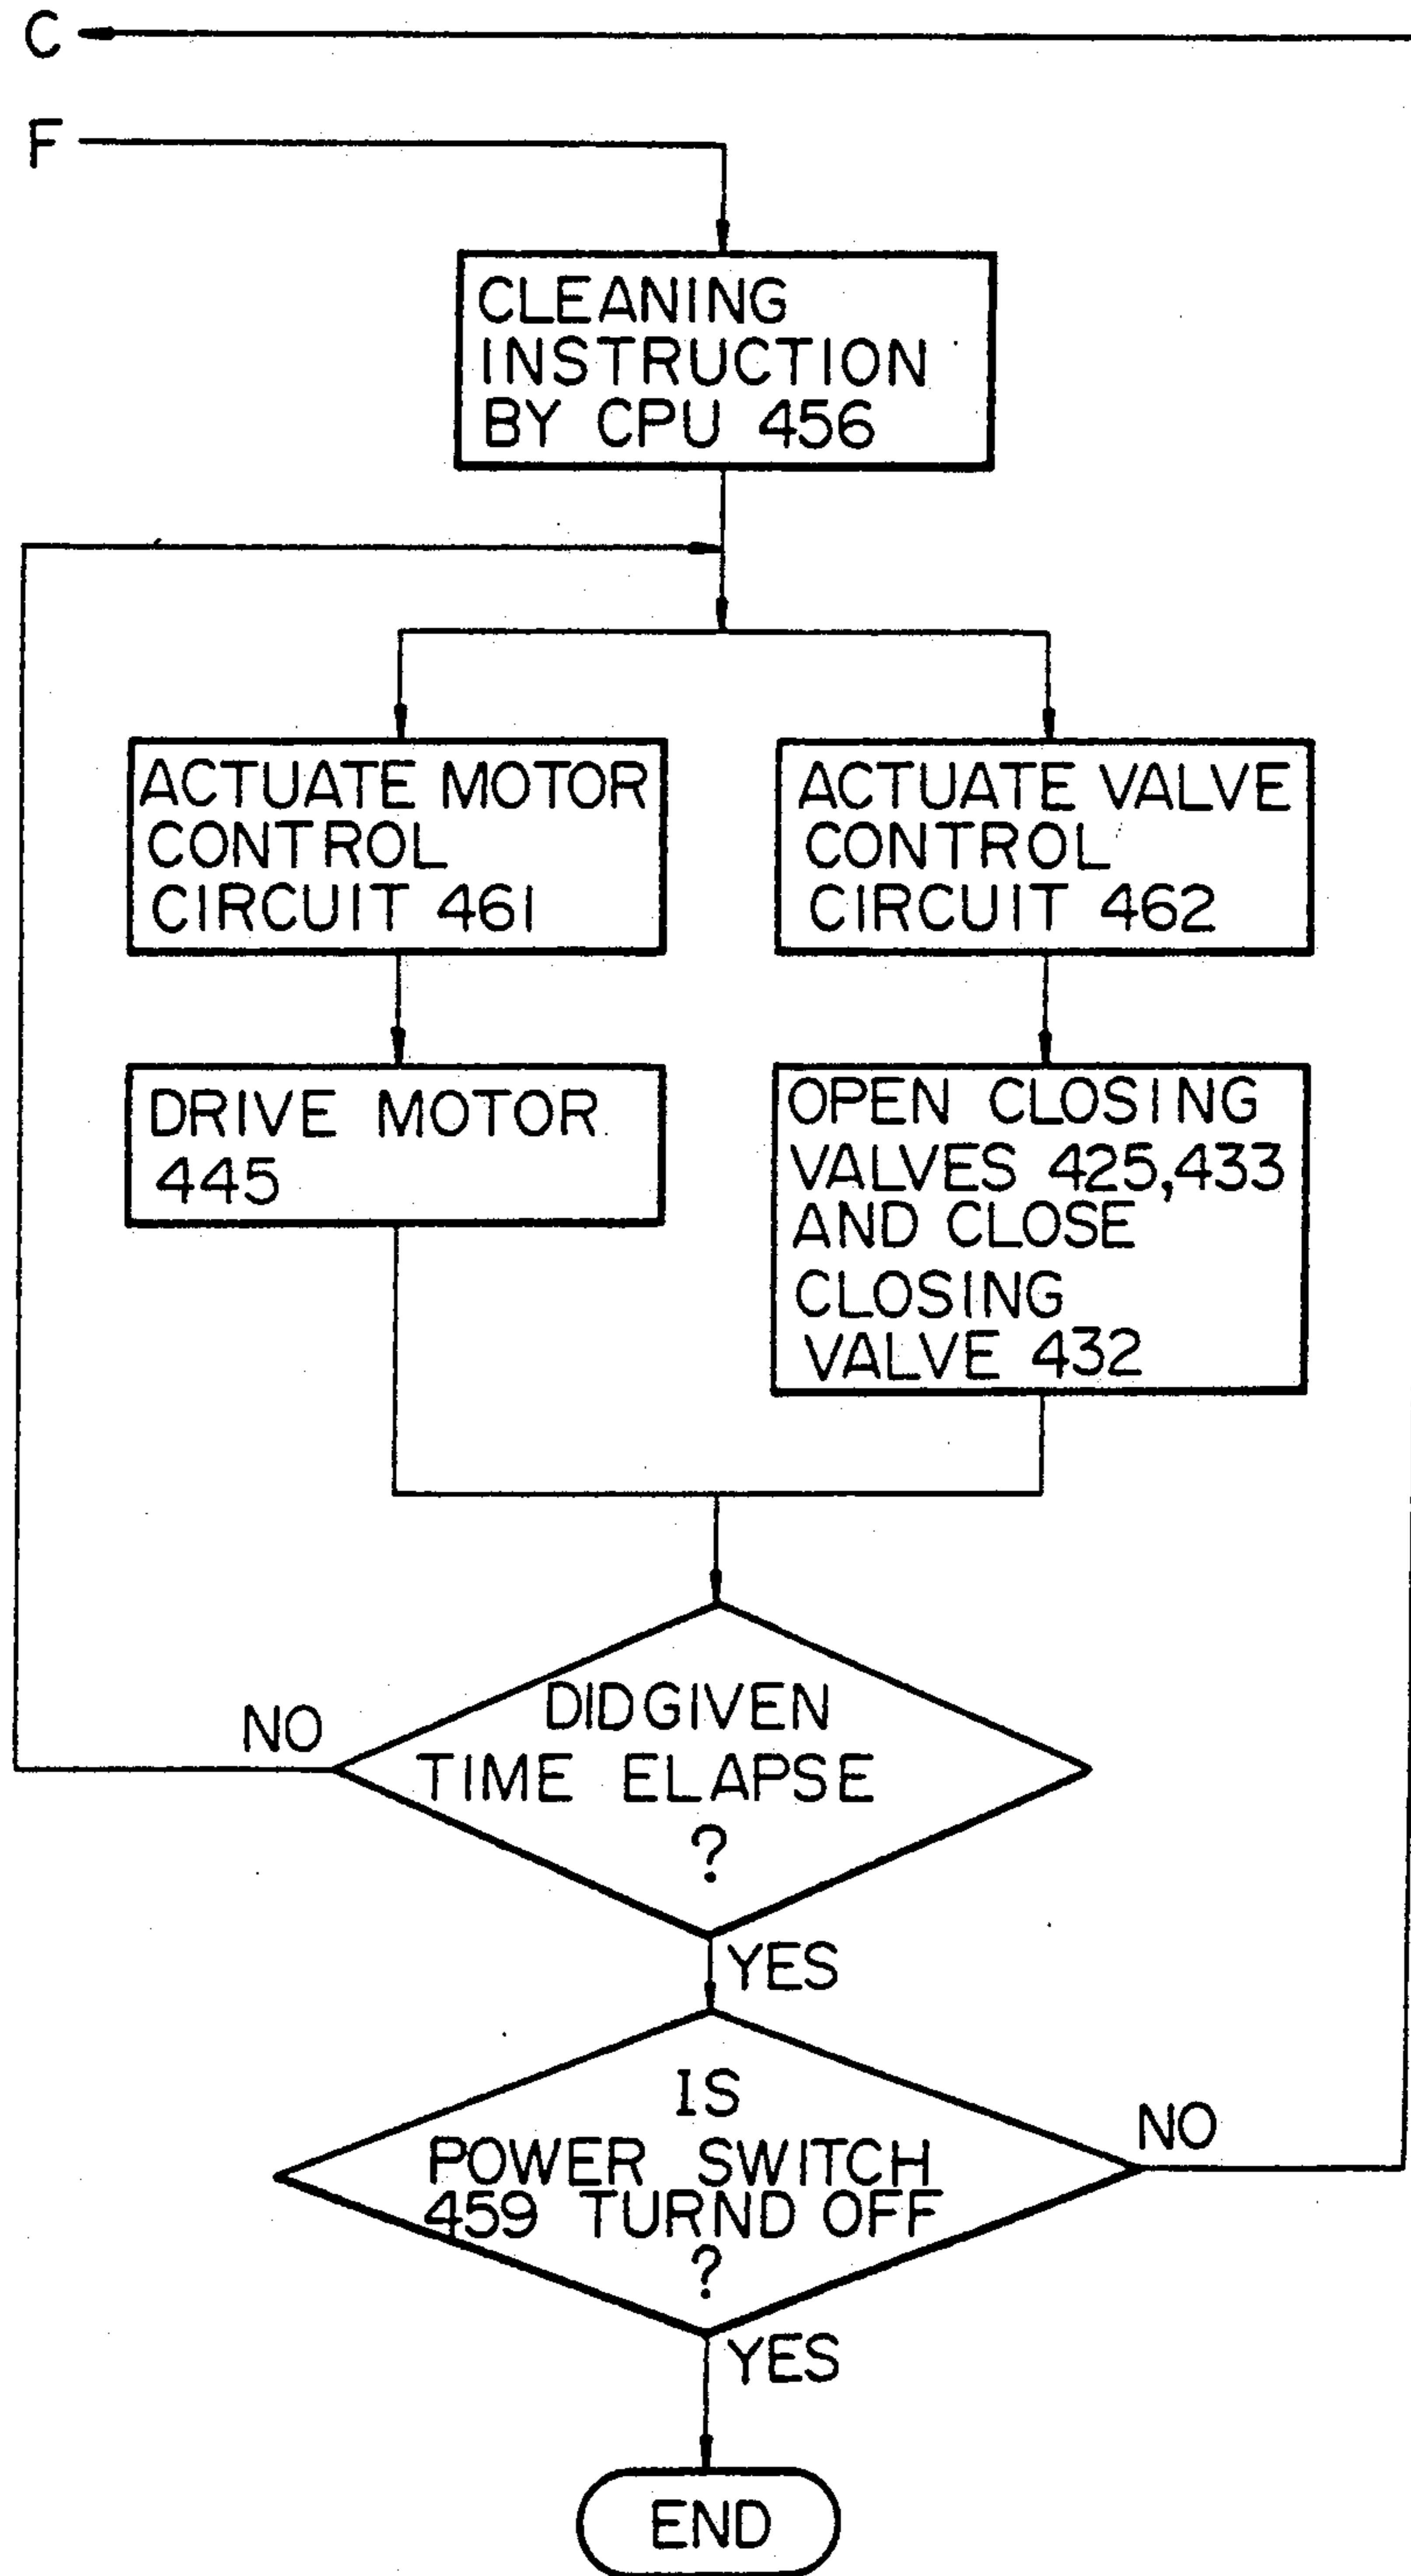 C
F
CLEANING
INSTRUCTION
BY CPU 456
ACTUATE MOTOR
CONTROL
CIRCUIT 461
ACTUATE VALVE
CONTROL
CIRCUIT 462
DRIVE MOTOR
445
OPEN CLOSING
VALVES 425,433
AND CLOSE
CLOSING
VALVE 432
NO
DIDGIVEN
TIME ELAPSE
?
YES
IS
POWER SWITCH
459 TURND OFF
?
NO
YES
END